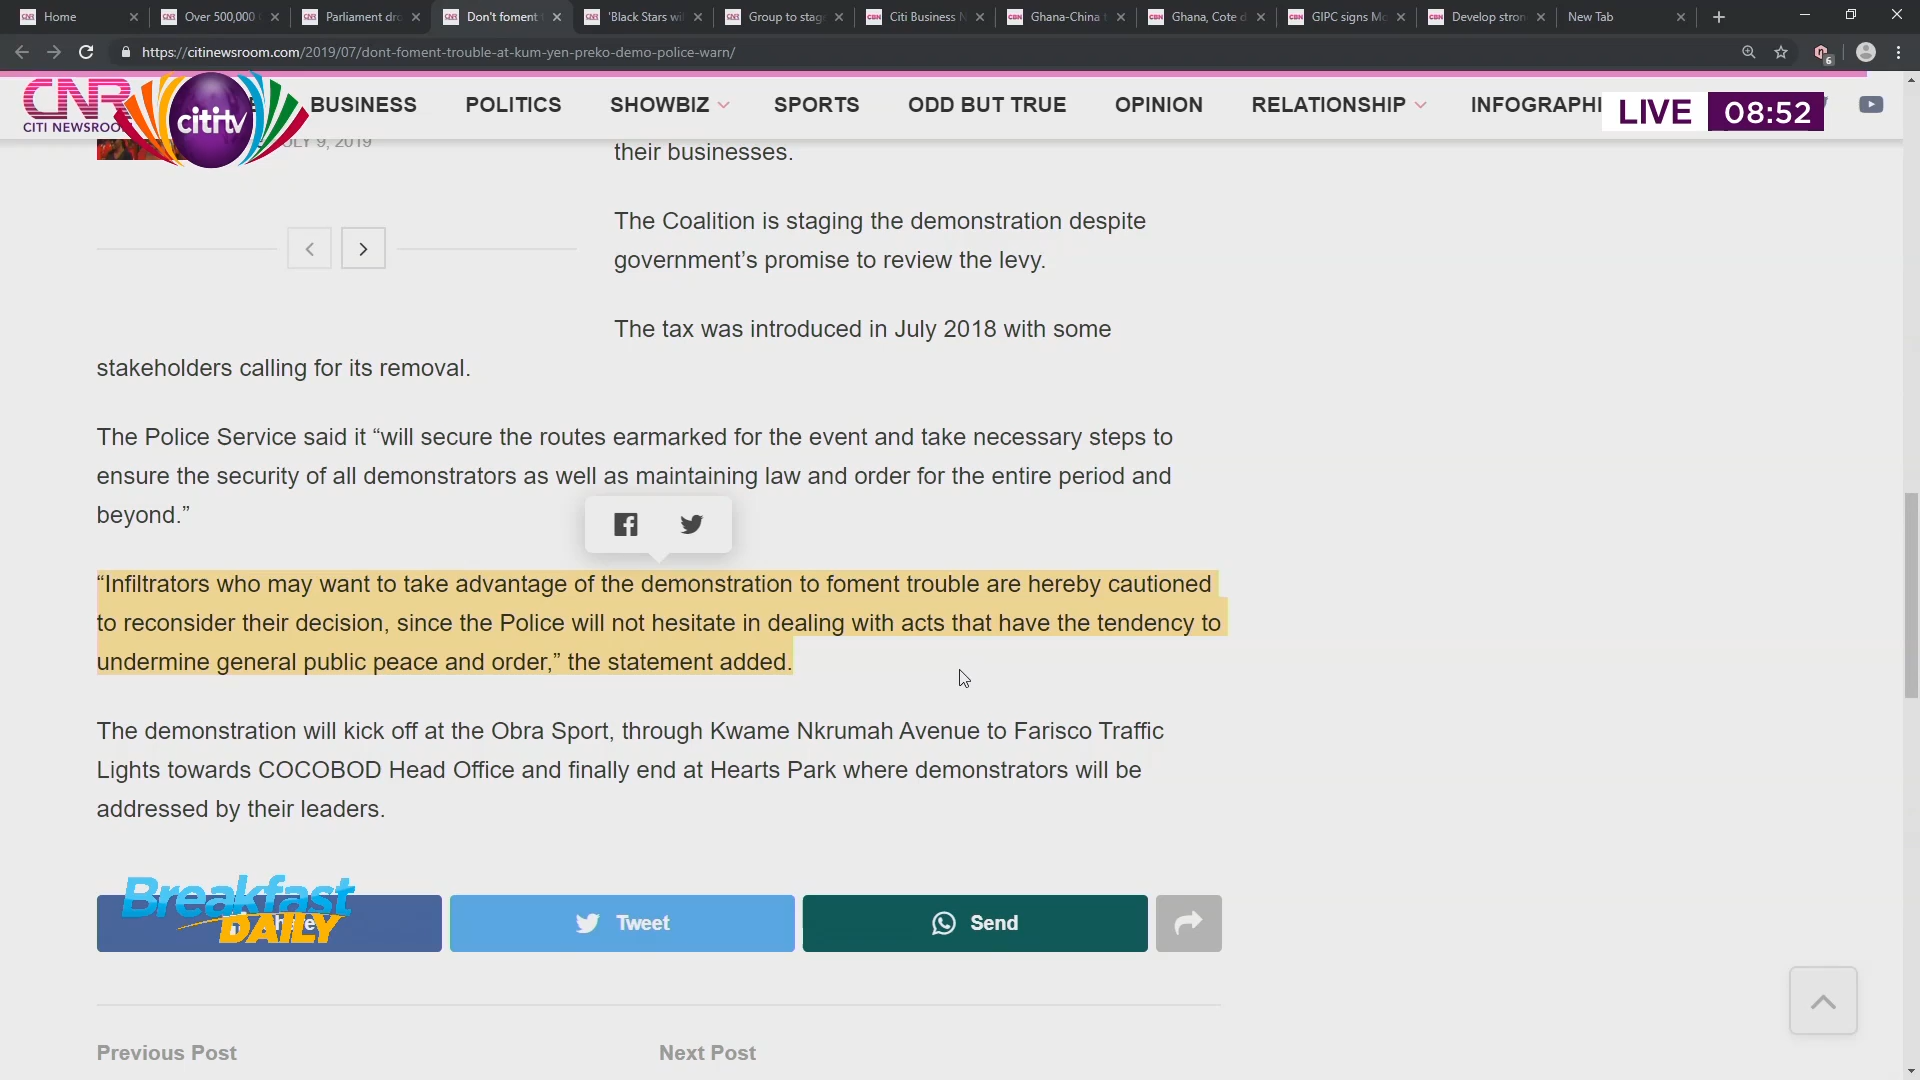 Home
Over 500,000
Parliament dro
Don't foment
'Black Stars wil
Group to stag
Citi Business N
Ghana-China
Ghana, Cote d
GIPC signs Mo
Develop stron
New Tab
https://citinewsroom.com/2019/07/dont-foment-trouble-at-kum-yen-preko-demo-police-warn/
6
CNR
CITI NEWSROO
citi tv
BUSINESS
POLITICS
SHOWBIZ
SPORTS
ODD BUT TRUE
OPINION
RELATIONSHIP
INFOGRAPHI
LIVE 08:52
ULY 9, 2019
their businesses.
The Coalition is staging the demonstration despite
government’s promise to review the levy.
The tax was introduced in July 2018 with some
stakeholders calling for its removal.
The Police Service said it “will secure the routes earmarked for the event and take necessary steps to
ensure the security of all demonstrators as well as maintaining law and order for the entire period and
beyond.”
“Infiltrators who may want to take advantage of the demonstration to foment trouble are hereby cautioned
to reconsider their decision, since the Police will not hesitate in dealing with acts that have the tendency to
undermine general public peace and order,” the statement added.
The demonstration will kick off at the Obra Sport, through Kwame Nkrumah Avenue to Farisco Traffic
Lights towards COCOBOD Head Office and finally end at Hearts Park where demonstrators will be
addressed by their leaders.
Breakfast
DAILY
Tweet
Send
Previous Post
Next Post